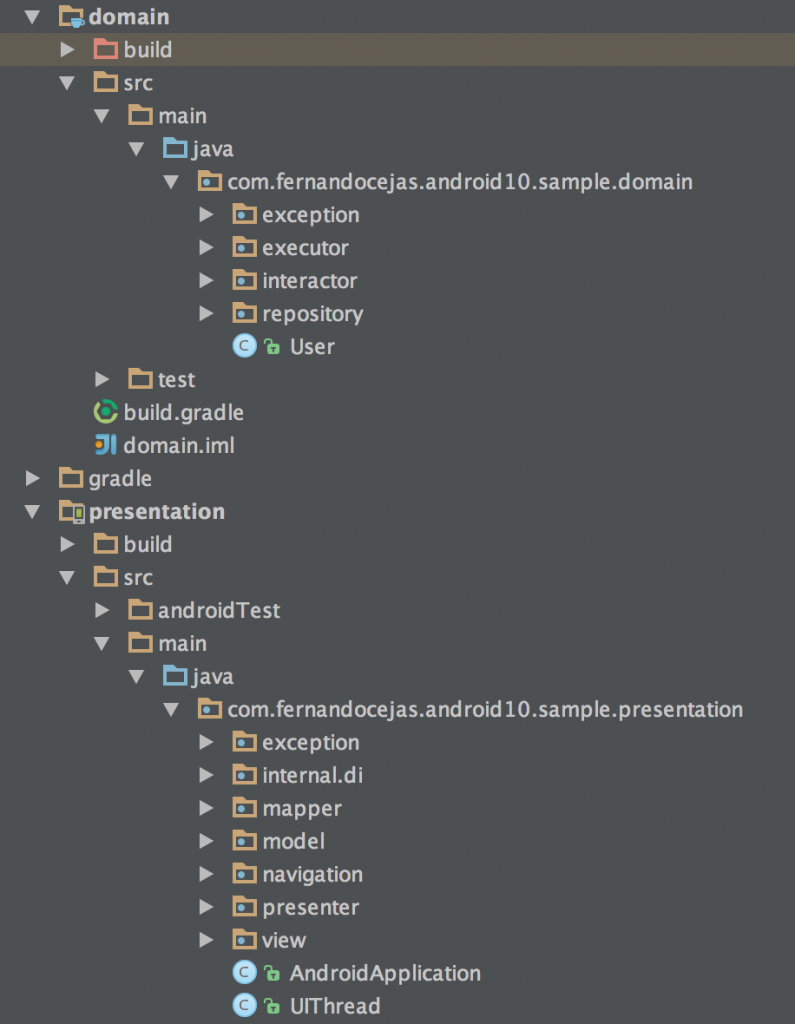 domain
build
src
main
java
com.fernandocejas.android10.sample.domain
exception
executor
interactor
repository
C User
test
build.gradle
domain.iml
gradle
presentation
build
src
androidTest
main
java
com.fernandocejas.android10.sample.presentation
exception
internal.di
mapper
model
navigation
presenter
view
C AndroidApplication
C UIThread